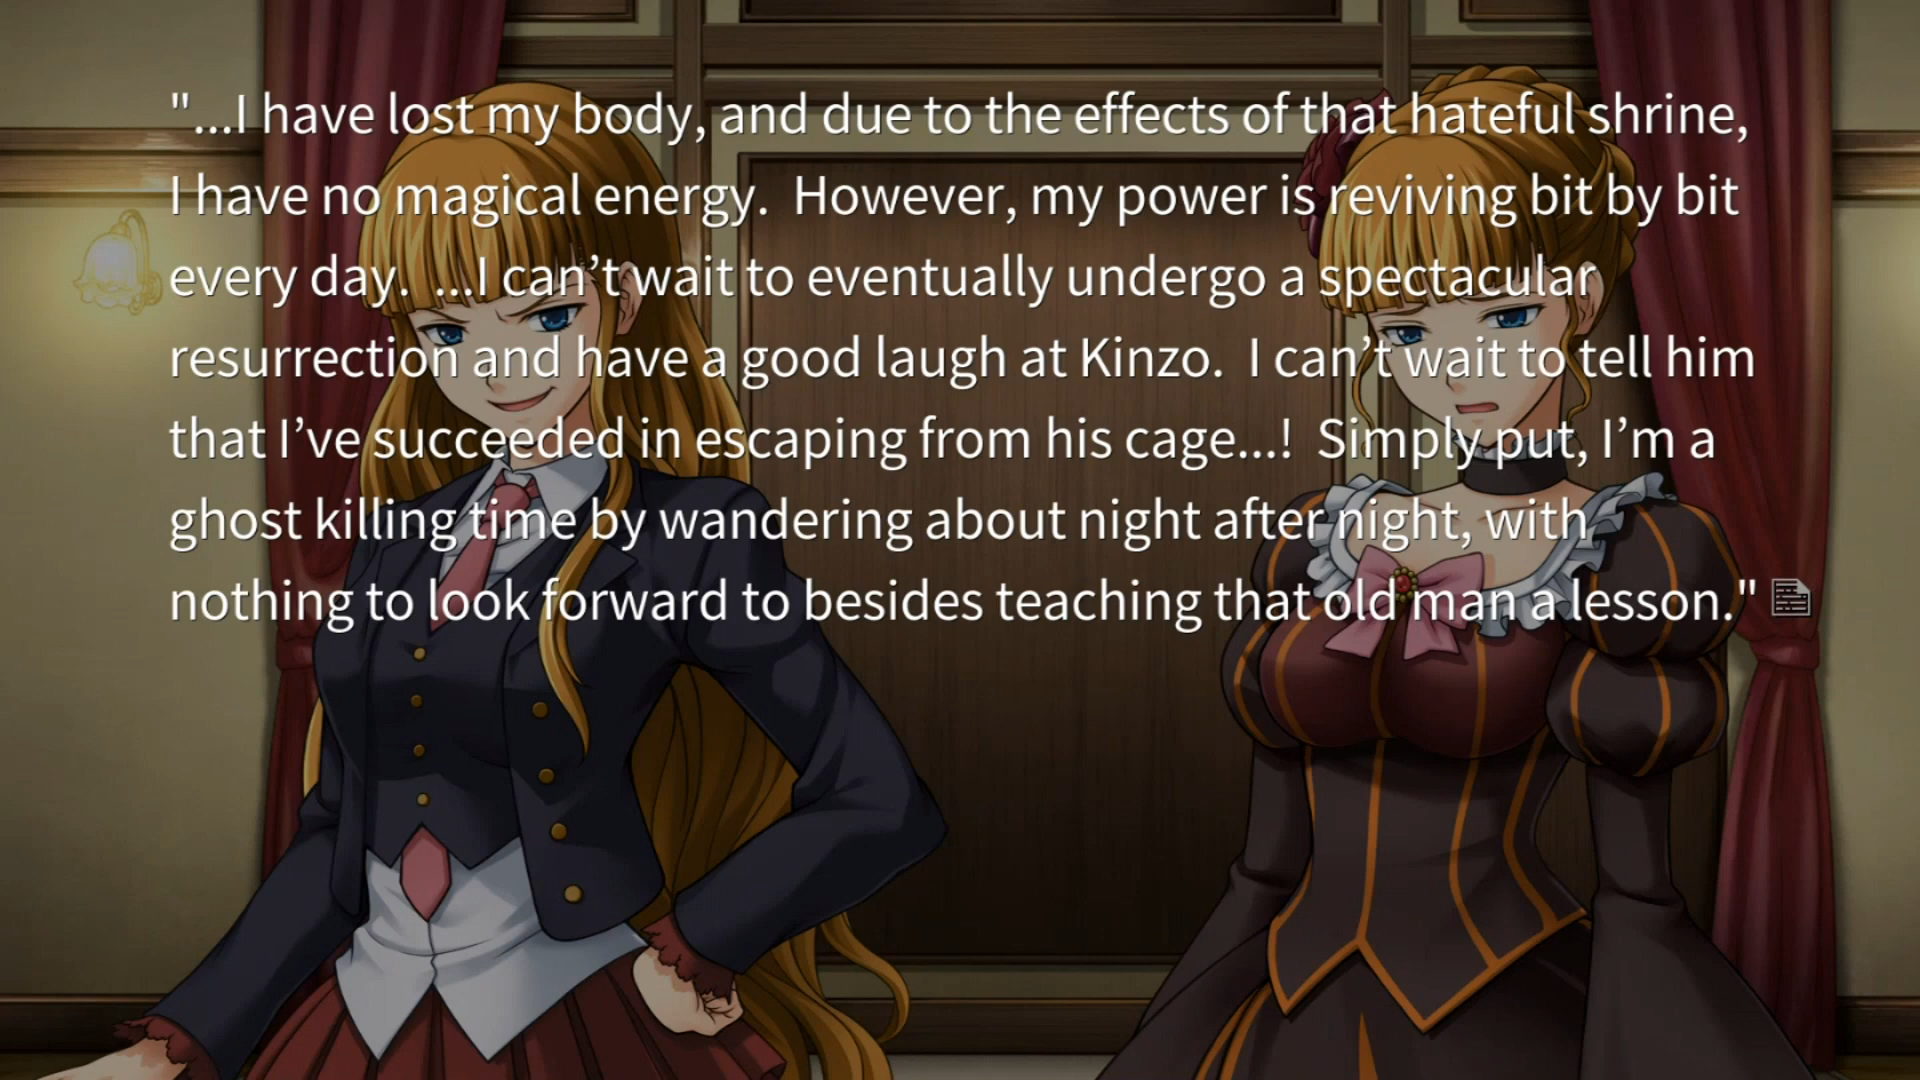 "...I have lost my body, and due to the effects of that hateful shrine,
I have no magical energy.  However, my power is reviving bit by bit
every day.  ...I can’t wait to eventually undergo a spectacular
resurrection and have a good laugh at Kinzo.  I can’t wait to tell him
that I’ve succeeded in escaping from his cage...!  Simply put, I’m a
ghost killing time by wandering about night after night, with
nothing to look forward to besides teaching that old man a lesson."